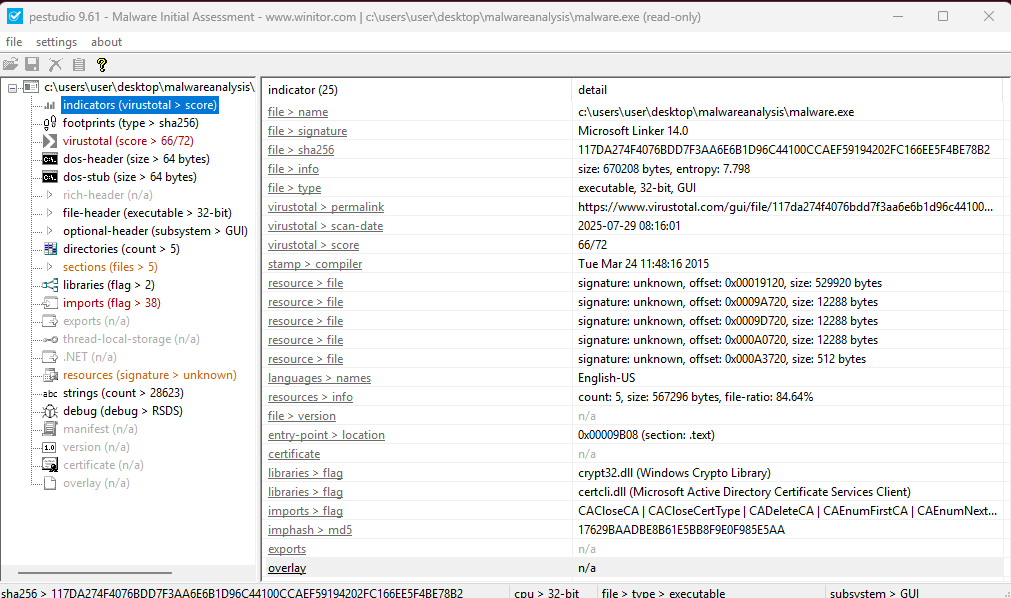 pestudio 9.61 - Malware Initial Assessment - www.winitor.com | c:\users\user\desktop\malwareanalysis\malware.exe (read-only)
file settings about
c:\users\user\desktop\malwareanalysis\
indicators (virustotal > score)
footprints (type > sha256)
virustotal (score > 66/72)
dos-header (size > 64 bytes)
dos-stub (size > 64 bytes)
rich-header (n/a)
file-header (executable > 32-bit)
optional-header (subsystem > GUI)
directories (count > 5)
sections (files > 5)
libraries (flag > 2)
imports (flag > 38)
exports (n/a)
thread-local-storage (n/a)
.NET (n/a)
resources (signature > unknown)
abc strings (count > 28623)
debug (debug > RSDS)
manifest (n/a)
1.0 version (n/a)
certificate (n/a)
overlay (n/a)
indicator (25) detail
file > name c:\users\user\desktop\malwareanalysis\malware.exe
file > signature Microsoft Linker 14.0
file > sha256 117DA274F4076BDD7F3AA6E6B1D96C44100CCAEF59194202FC166EE5F4BE78B2
file > info size: 670208 bytes, entropy: 7.798
file > type executable, 32-bit, GUI
virustotal > permalink https://www.virustotal.com/gui/file/117da274f4076bdd7f3aa6e6b1d96c44100...
virustotal > scan-date 2025-07-29 08:16:01
virustotal > score 66/72
stamp > compiler Tue Mar 24 11:48:16 2015
resource > file signature: unknown, offset: 0x00019120, size: 529920 bytes
resource > file signature: unknown, offset: 0x0009A720, size: 12288 bytes
resource > file signature: unknown, offset: 0x0009D720, size: 12288 bytes
resource > file signature: unknown, offset: 0x000A0720, size: 12288 bytes
resource > file signature: unknown, offset: 0x000A3720, size: 512 bytes
languages > names English-US
resources > info count: 5, size: 567296 bytes, file-ratio: 84.64%
file > version n/a
entry-point > location 0x00009B08 (section: .text)
certificate n/a
libraries > flag crypt32.dll (Windows Crypto Library)
libraries > flag certcli.dll (Microsoft Active Directory Certificate Services Client)
imports > flag CACloseCA | CACloseCertType | CADeleteCA | CAEnumFirstCA | CAEnumNext...
imphash > md5 17629BAADBE8B61E5BB8F9E0F985E5AA
exports n/a
overlay n/a
sha256 > 117DA274F4076BDD7F3AA6E6B1D96C44100CCAEF59194202FC166EE5F4BE78B2 cpu > 32-bit file > type > executable subsystem > GUI